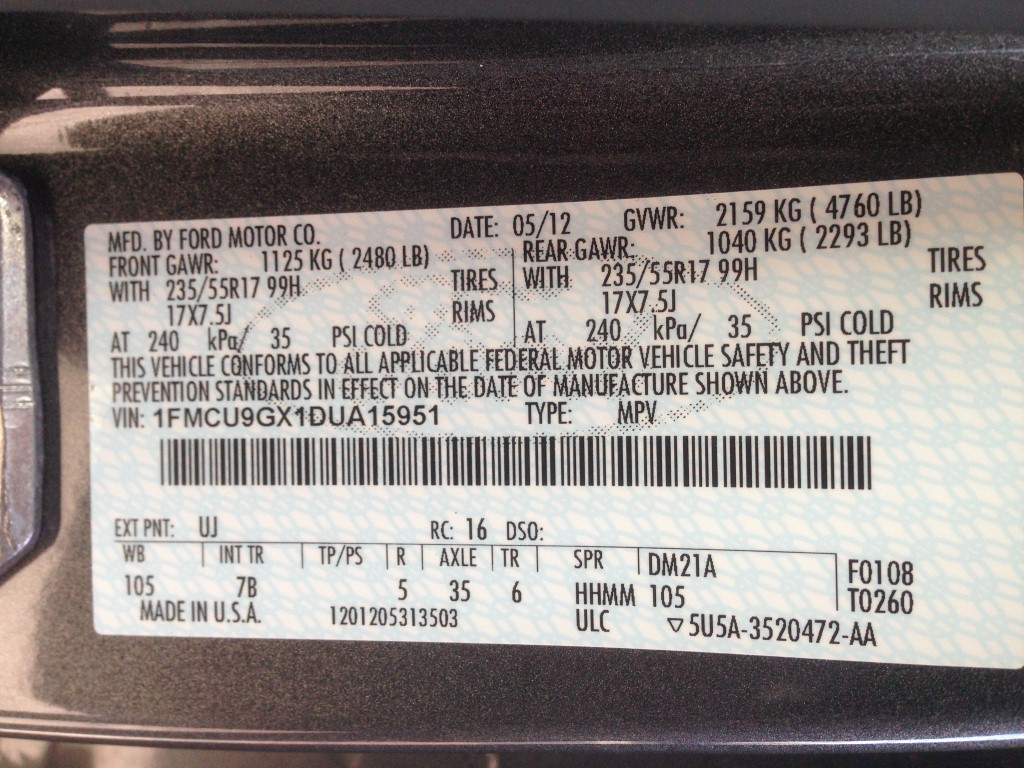 MFD. BY FORD MOTOR CO. DATE: 05/12 GVWR: 2159 KG ( 4760 LB)
FRONT GAWR: 1125 KG ( 2480 LB) REAR GAWR: 1040 KG ( 2293 LB)
WITH 235/55R17 99H TIRES WITH 235/55R17 99H TIRES
17X7.5J RIMS 17X7.5J RIMS
AT 240 kPa/ 35 PSI COLD AT 240 kPa/ 35 PSI COLD
THIS VEHICLE CONFORMS TO ALL APPLICABLE FEDERAL MOTOR VEHICLE SAFETY AND THEFT
PREVENTION STANDARDS IN EFFECT ON THE DATE OF MANUFACTURE SHOWN ABOVE.
VIN: 1FMCU9GX1DUA15951 TYPE: MPV
EXT PNT: UJ RC: 16 DSO:
WB INT TR TP/PS R AXLE TR SPR DM21A F0108
105 7B 5 35 6 HHMM 105 T0260
MADE IN U.S.A. 1201205313503 ULC ▽5U5A-3520472-AA